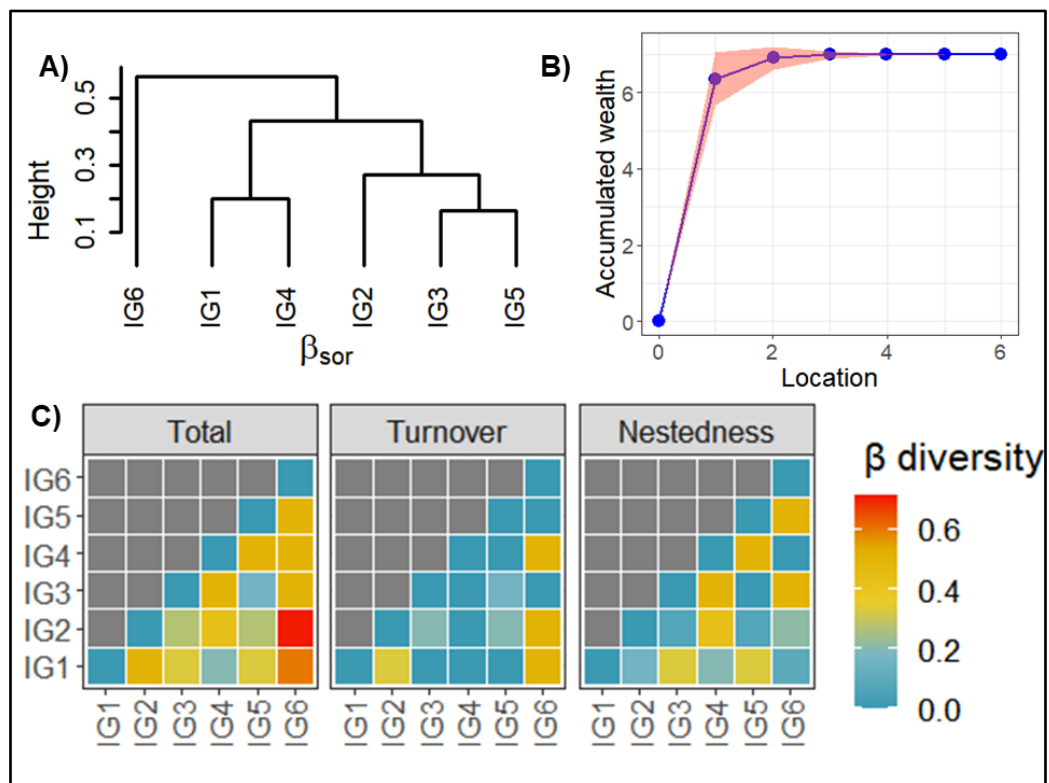 A)
Height
0.5
0.3
0.1
IG6
IG1
IG4
IG2
IG3
IG5
βsor
B)
Accumulated wealth
6
4
2
0
0
2
4
6
Location
C)
Total
Turnover
Nestedness
IG6
IG5
IG4
IG3
IG2
IG1
IG1 IG2 IG3 IG4 IG5 IG6
IG1 IG2 IG3 IG4 IG5 IG6
IG1 IG2 IG3 IG4 IG5 IG6
β diversity
0.6
0.4
0.2
0.0